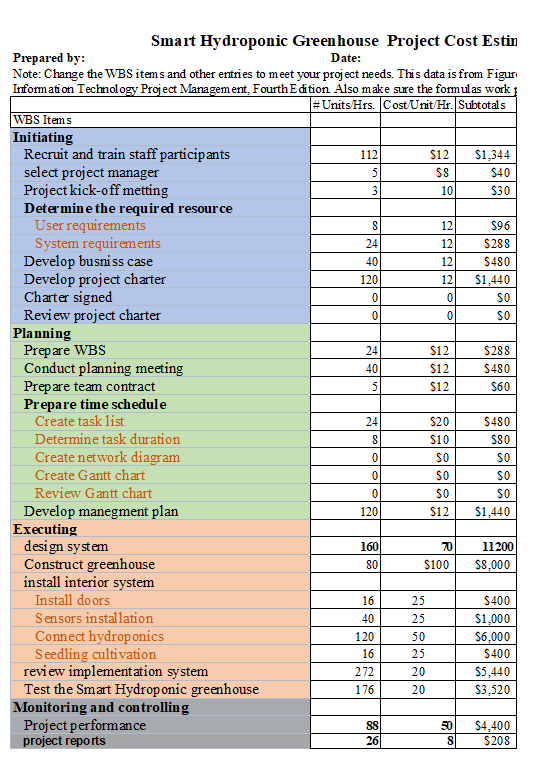 Smart Hydroponic Greenhouse Project Cost Estin
Prepared by: Date:
Note: Change the WBS items and other entries to meet your project needs. This data is from Figur
Information Technology Project Management, Fourth Edition. Also make sure the formulas work p
# Units/Hrs. Cost/Unit/Hr. Subtotals
WBS Items
Initiating
Recruit and train staff participants 112 $12 $1,344
select project manager 5 $8 $40
Project kick-off metting 3 10 $30
Determine the required resource
User requirements 8 12 $96
System requirements 24 12 $288
Develop busniss case 40 12 $480
Develop project charter 120 12 $1,440
Charter signed 0 0 $0
Review project charter 0 0 $0
Planning
Prepare WBS 24 $12 $288
Conduct planning meeting 40 $12 $480
Prepare team contract 5 $12 $60
Prepare time schedule
Create task list 24 $20 $480
Determine task duration 8 $10 $80
Create network diagram 0 $0 $0
Create Gantt chart 0 $0 $0
Review Gantt chart 0 $0 $0
Develop manegment plan 120 $12 $1,440
Executing
design system 160 70 11200
Construct greenhouse 80 $100 $8,000
install interior system
Install doors 16 25 $400
Sensors installation 40 25 $1,000
Connect hydroponics 120 50 $6,000
Seedling cultivation 16 25 $400
review implementation system 272 20 $5,440
Test the Smart Hydroponic greenhouse 176 20 $3,520
Monitoring and controlling
Project performance 88 50 $4,400
project reports 26 8 $208